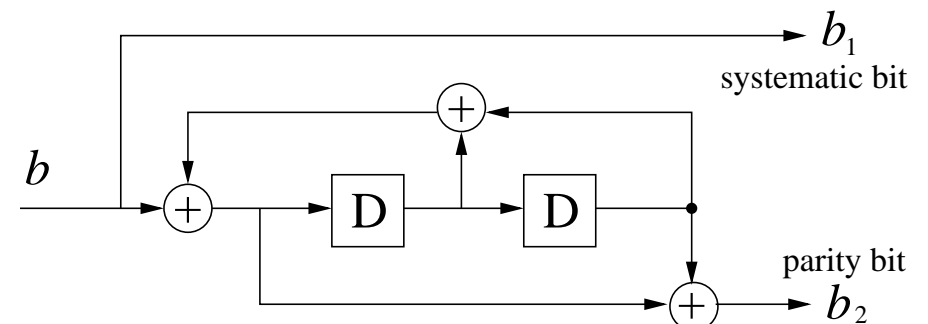 b₁
systematic bit
+
b
+
D
D
parity bit
+
b₂